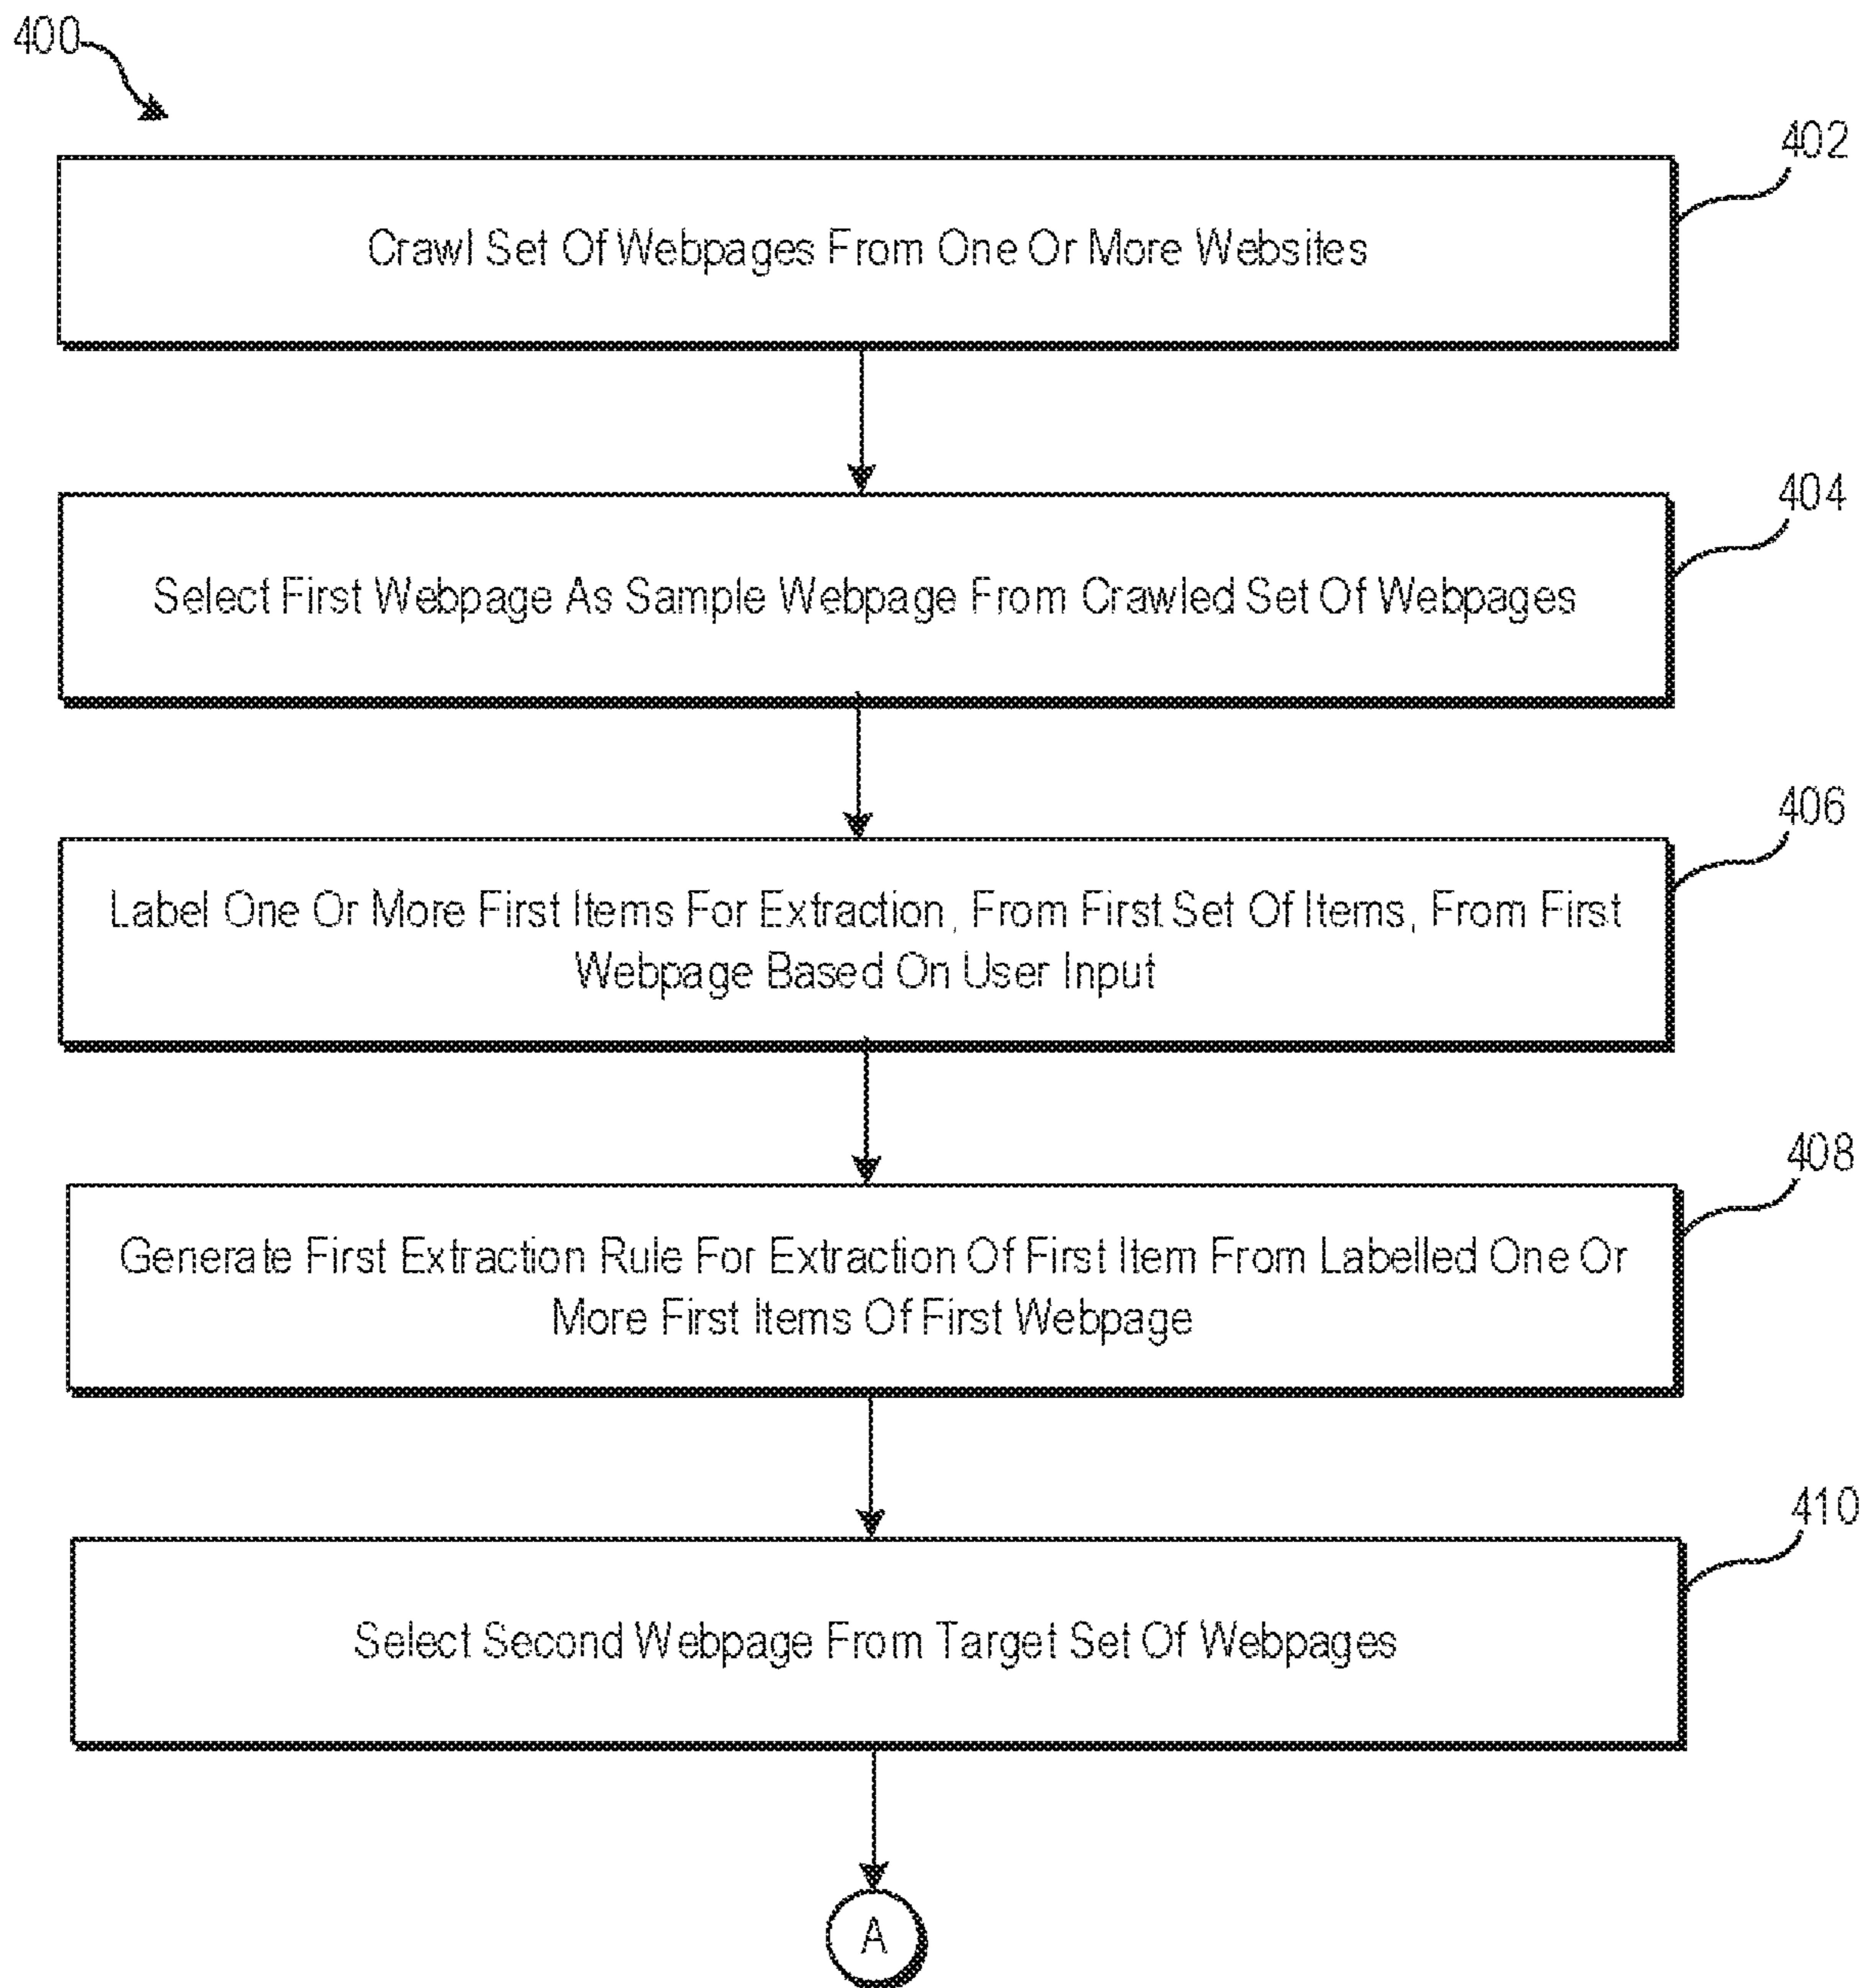 400
402
Crawl Set Of Webpages From One Or More Websites
404
Select First Webpage As Sample Webpage From Crawled Set Of Webpages
406
Label One Or More First Items For Extraction, From First Set Of Items, From First
Webpage Based On User Input
408
Generate First Extraction Rule For Extraction Of First Item From Labelled One Or
More First Items Of First Webpage
410
Select Second Webpage From Target Set Of Webpages
A